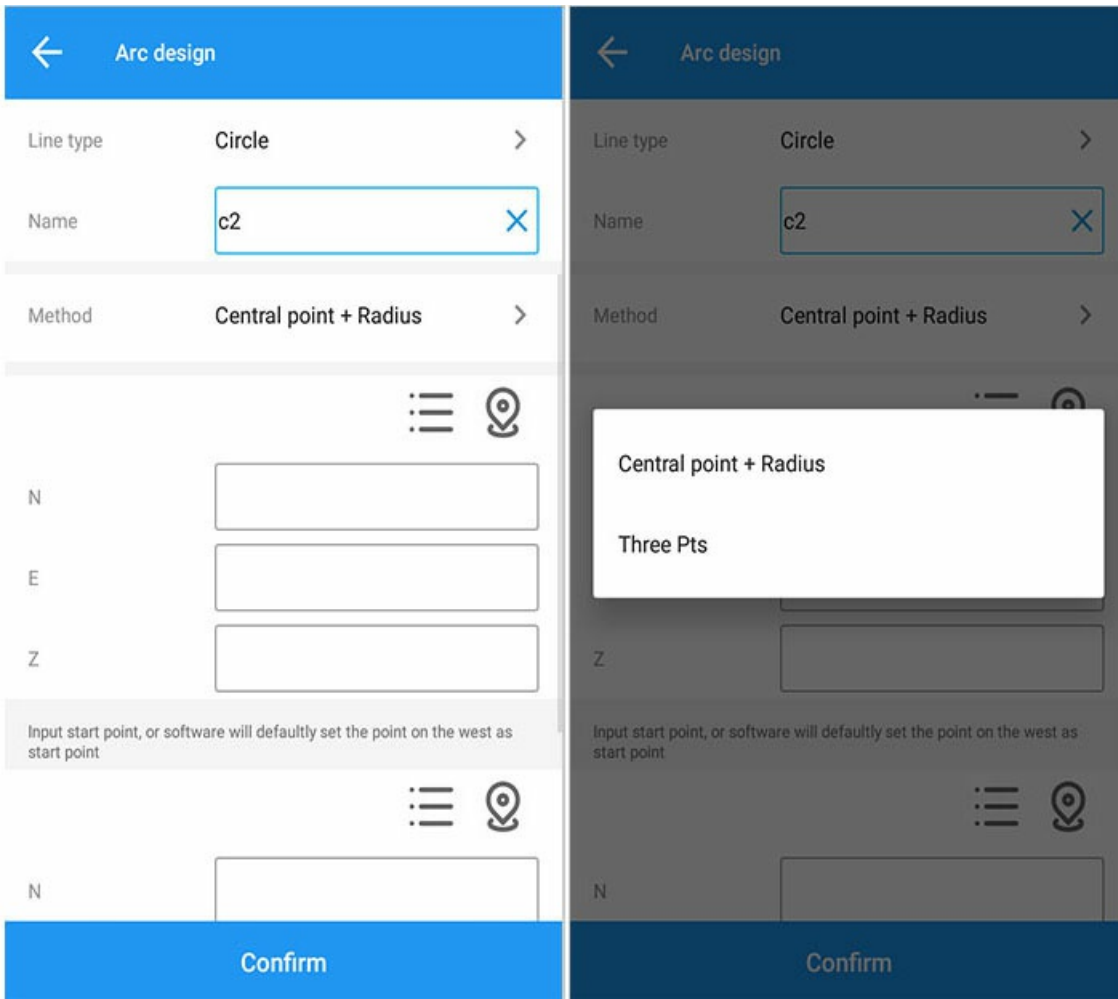 Arc design
Line type Circle
Name c2
Method Central point + Radius
N
E
Z
Input start point, or software will defaultly set the point on the west as
start point
N
Confirm
Arc design
Line type Circle
Name c2
Method Central point + Radius
Central point + Radius
Three Pts
Z
Input start point, or software will defaultly set the point on the west as
start point
N
Confirm